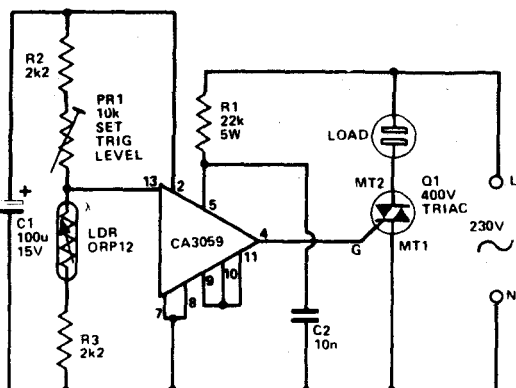 R2
2k2
PR1
10k
SET
TRIG
LEVEL
R1
22k
5W
LOAD
13
2
5
MT2
Q1
400V
TRIAC
L
+
C1
100u
15V
λ
LDR
ORP12
CA3059
4
11
10
9
8
7
G
MT1
230V
N
R3
2k2
C2
10n